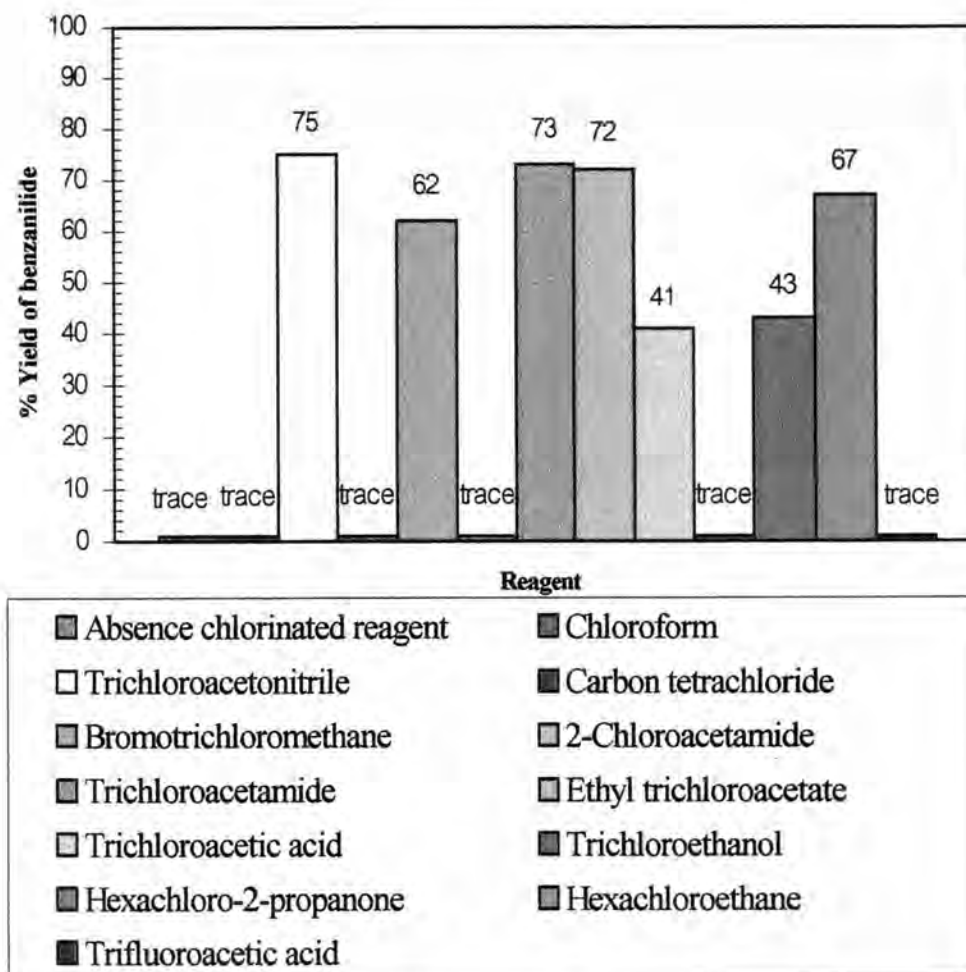 100
90
80
70
60
50
40
30
20
10
0
% Yield of benzanilide
trace trace 75 trace 62 trace 73 72 41 trace 43 67 trace
Reagent
Absence chlorinated reagent Chloroform
Trichloroacetonitrile Carbon tetrachloride
Bromotrichloromethane 2-Chloroacetamide
Trichloroacetamide Ethyl trichloroacetate
Trichloroacetic acid Trichloroethanol
Hexachloro-2-propanone Hexachloroethane
Trifluoroacetic acid